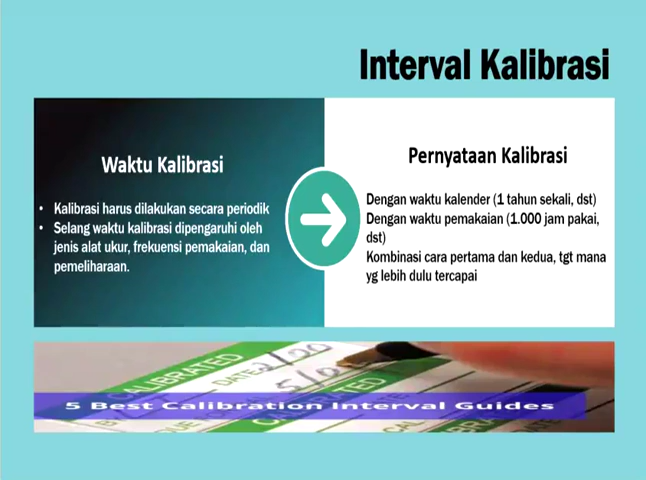 Interval Kalibrasi
Waktu Kalibrasi
• Kalibrasi harus dilakukan secara periodik
• Selang waktu kalibrasi dipengaruhi oleh
jenis alat ukur, frekuensi pemakaian, dan
pemeliharaan.
Pernyataan Kalibrasi
Dengan waktu kalender (1 tahun sekali, dst)
Dengan waktu pemakaian (1.000 jam pakai,
dst)
Kombinasi cara pertama dan kedua, tgt mana
yg lebih dulu tercapai
CALIBRATED
DATE
5 Best Calibration Interval Guides